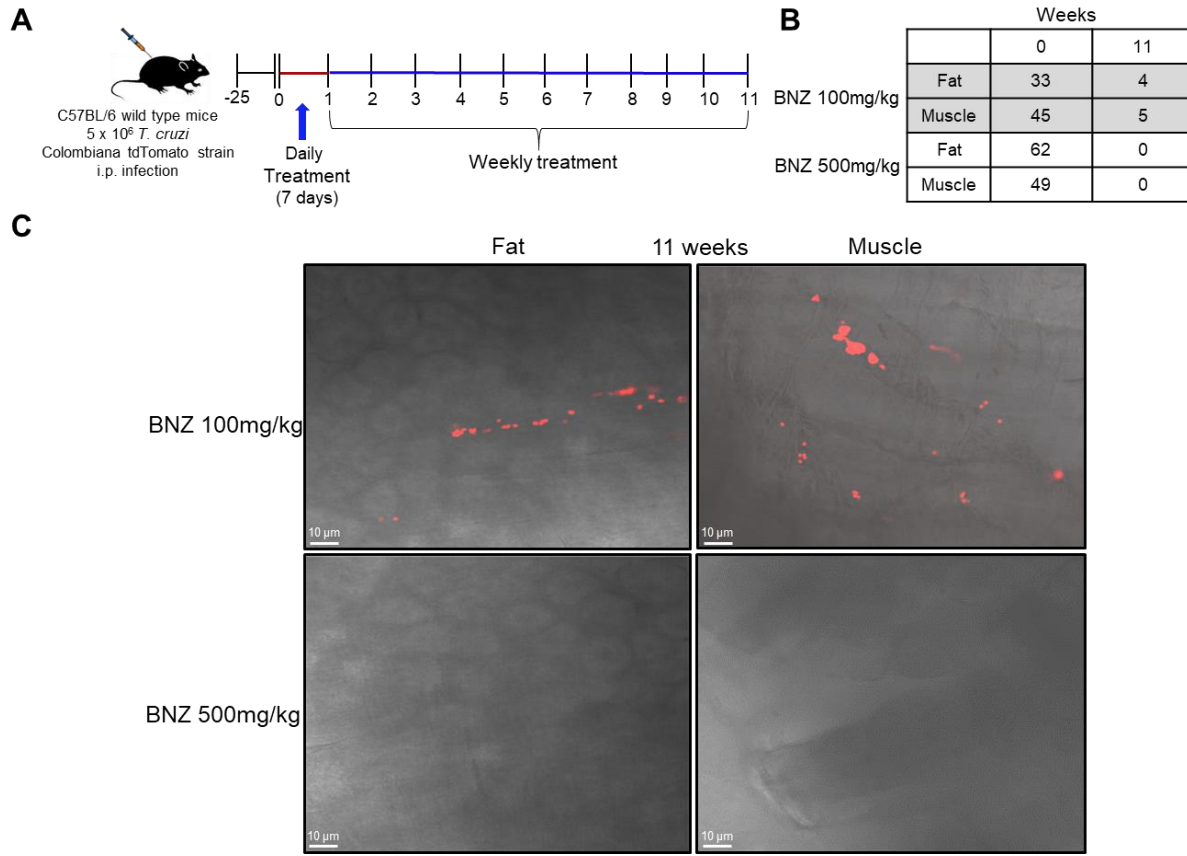 A
C57BL/6 wild type mice
5 x 10⁶ T. cruzi
Colombiana tdTomato strain
i.p. infection
-25 0 1 2 3 4 5 6 7 8 9 10 11
Daily
Treatment
(7 days)
Weekly treatment
B
Weeks
0 11
BNZ 100mg/kg
Fat 33 4
Muscle 45 5
BNZ 500mg/kg
Fat 62 0
Muscle 49 0
C
Fat 11 weeks Muscle
BNZ 100mg/kg
10 µm 10 µm
BNZ 500mg/kg
10 µm 10 µm